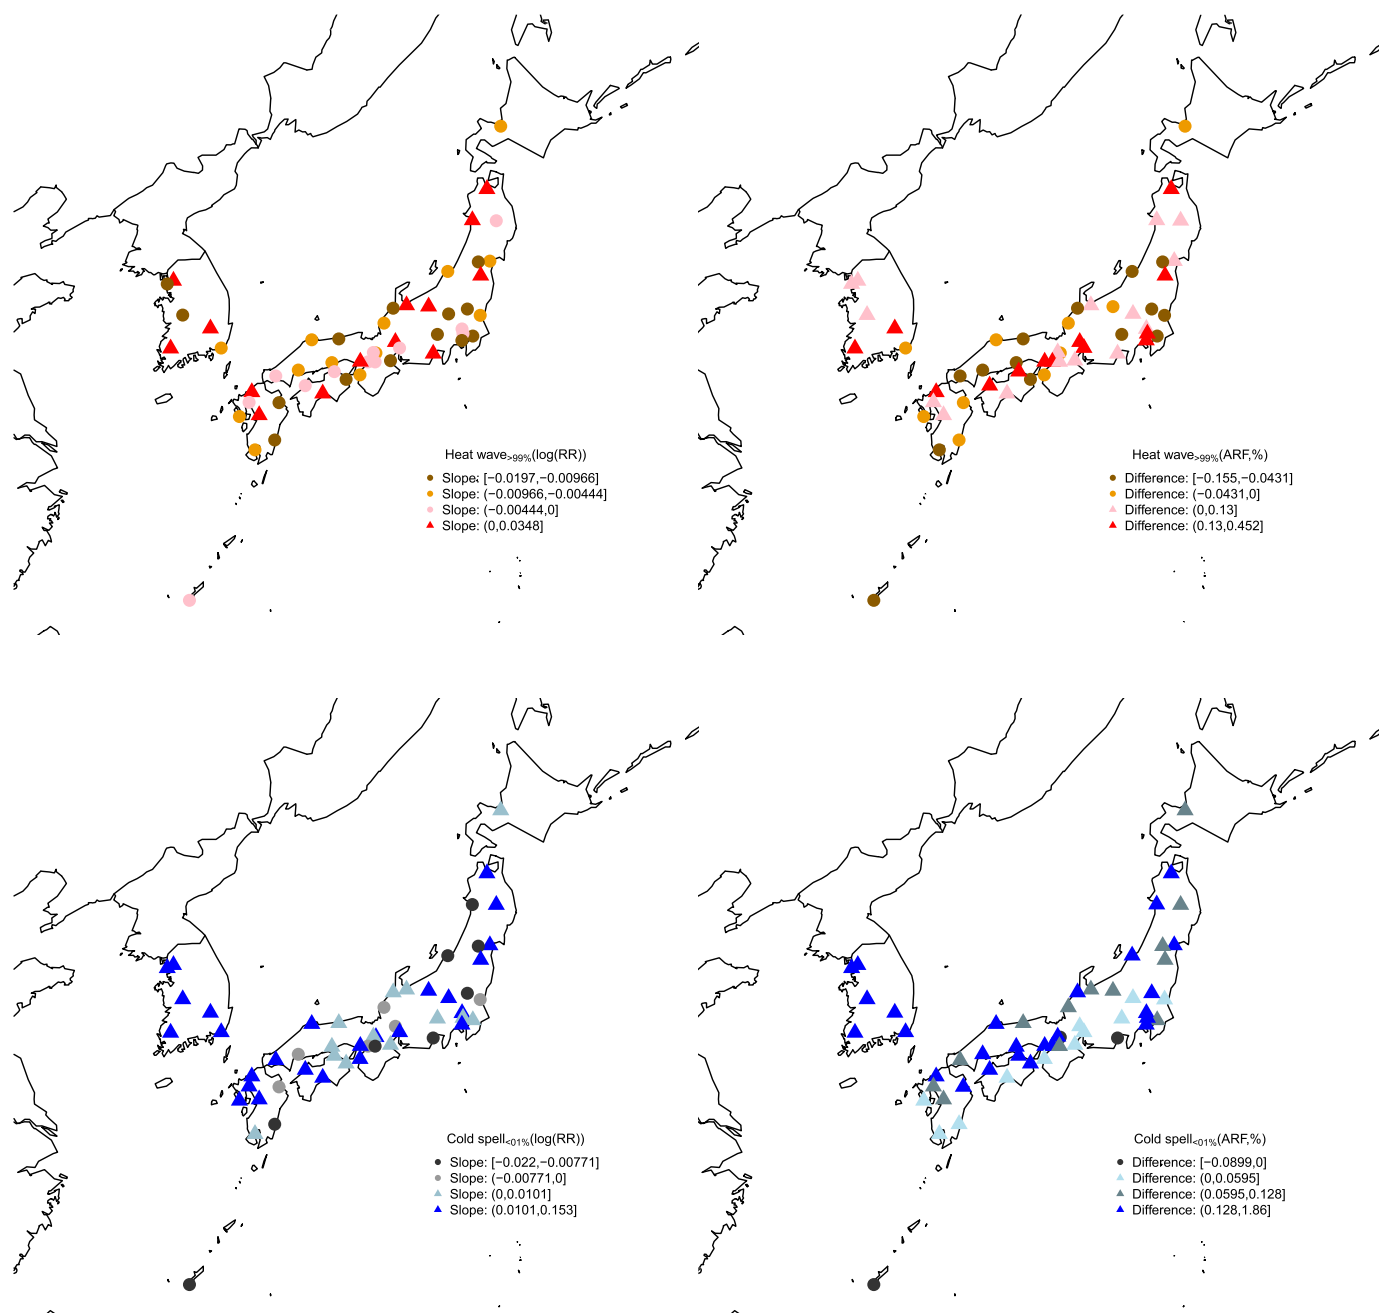 Heat wave>99%(log(RR))
Slope: [−0.0197,−0.00966]
Slope: (−0.00966,−0.00444]
Slope: (−0.00444,0]
Slope: (0,0.0348]
Heat wave>99%(ARF,%)
Difference: [−0.155,−0.0431]
Difference: (−0.0431,0]
Difference: (0,0.13]
Difference: (0.13,0.452]
Cold spell<01%(log(RR))
Slope: [−0.022,−0.00771]
Slope: (−0.00771,0]
Slope: (0,0.0101]
Slope: (0.0101,0.153]
Cold spell<01%(ARF,%)
Difference: [−0.0899,0]
Difference: (0,0.0595]
Difference: (0.0595,0.128]
Difference: (0.128,1.86]